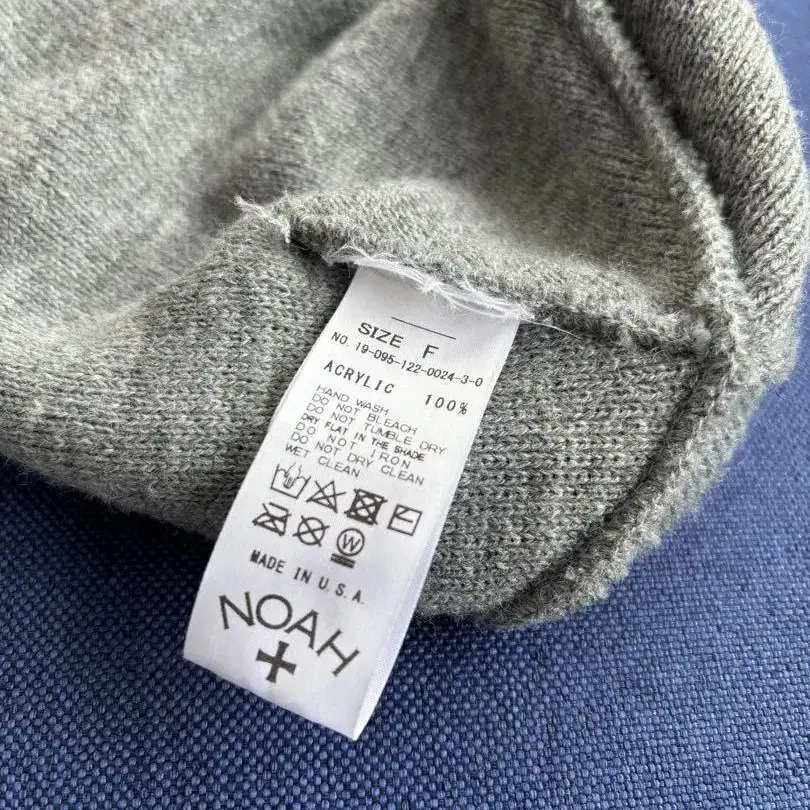 SIZE F
NO. 19-095-122-0024-3-0
ACRYLIC 100%
HAND WASH
DO NOT BLEACH
DO NOT TUMBLE DRY
DRY FLAT IN THE SHADE
DO NOT IRON
DO NOT DRY CLEAN
WET CLEAN
W
MADE IN U.S.A.
NOAH